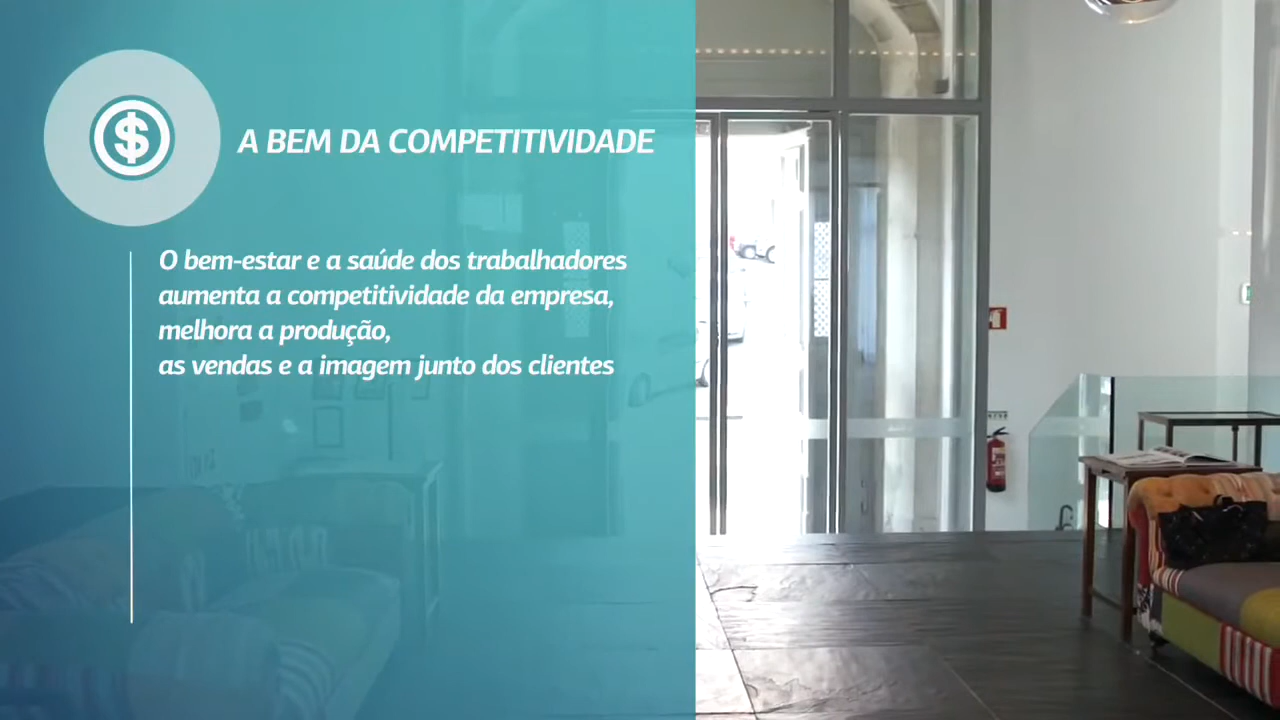 A BEM DA COMPETITIVIDADE
O bem-estar e a saúde dos trabalhadores
aumenta a competitividade da empresa,
melhora a produção,
as vendas e a imagem junto dos clientes